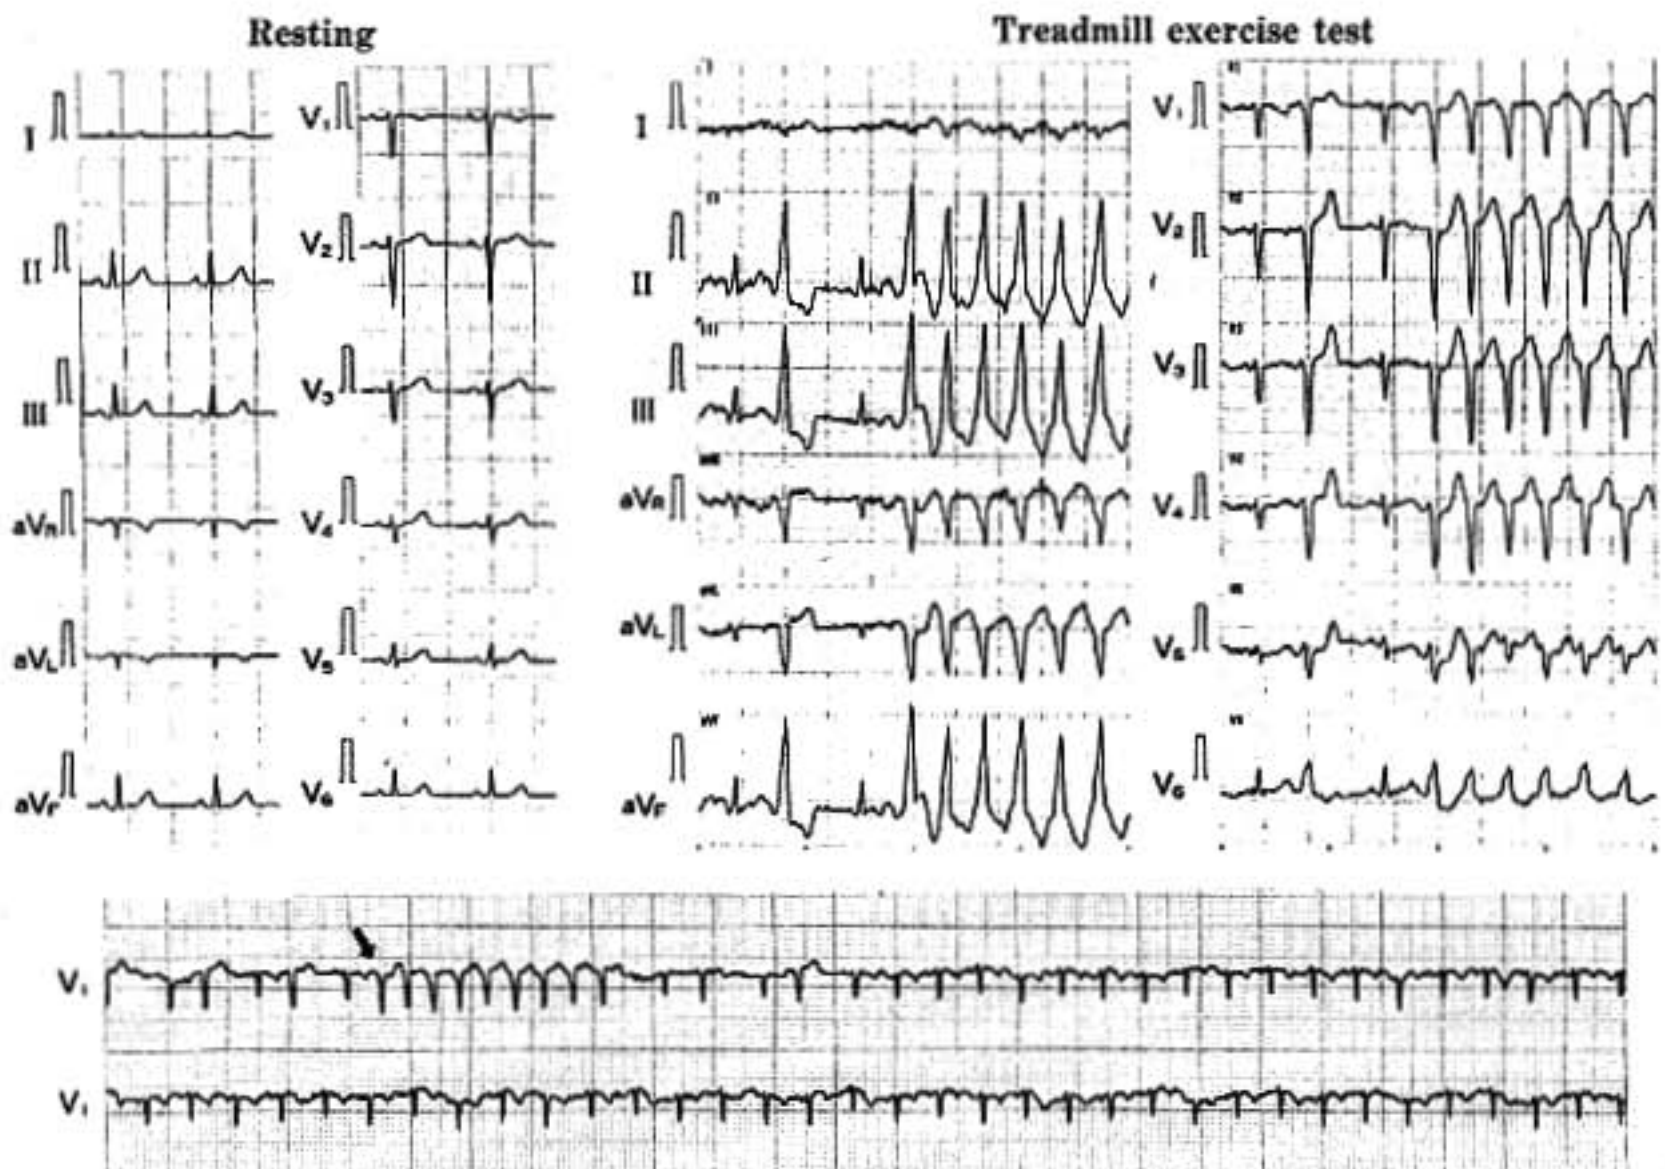 Resting
Treadmill exercise test
I
V₁
II
V₂
III
V₃
aVR
V₄
aVL
V₅
aVF
V₆
I
V₁
II
V₂
III
V₃
aVR
V₄
aVL
V₅
aVF
V₆
V₁
V₁